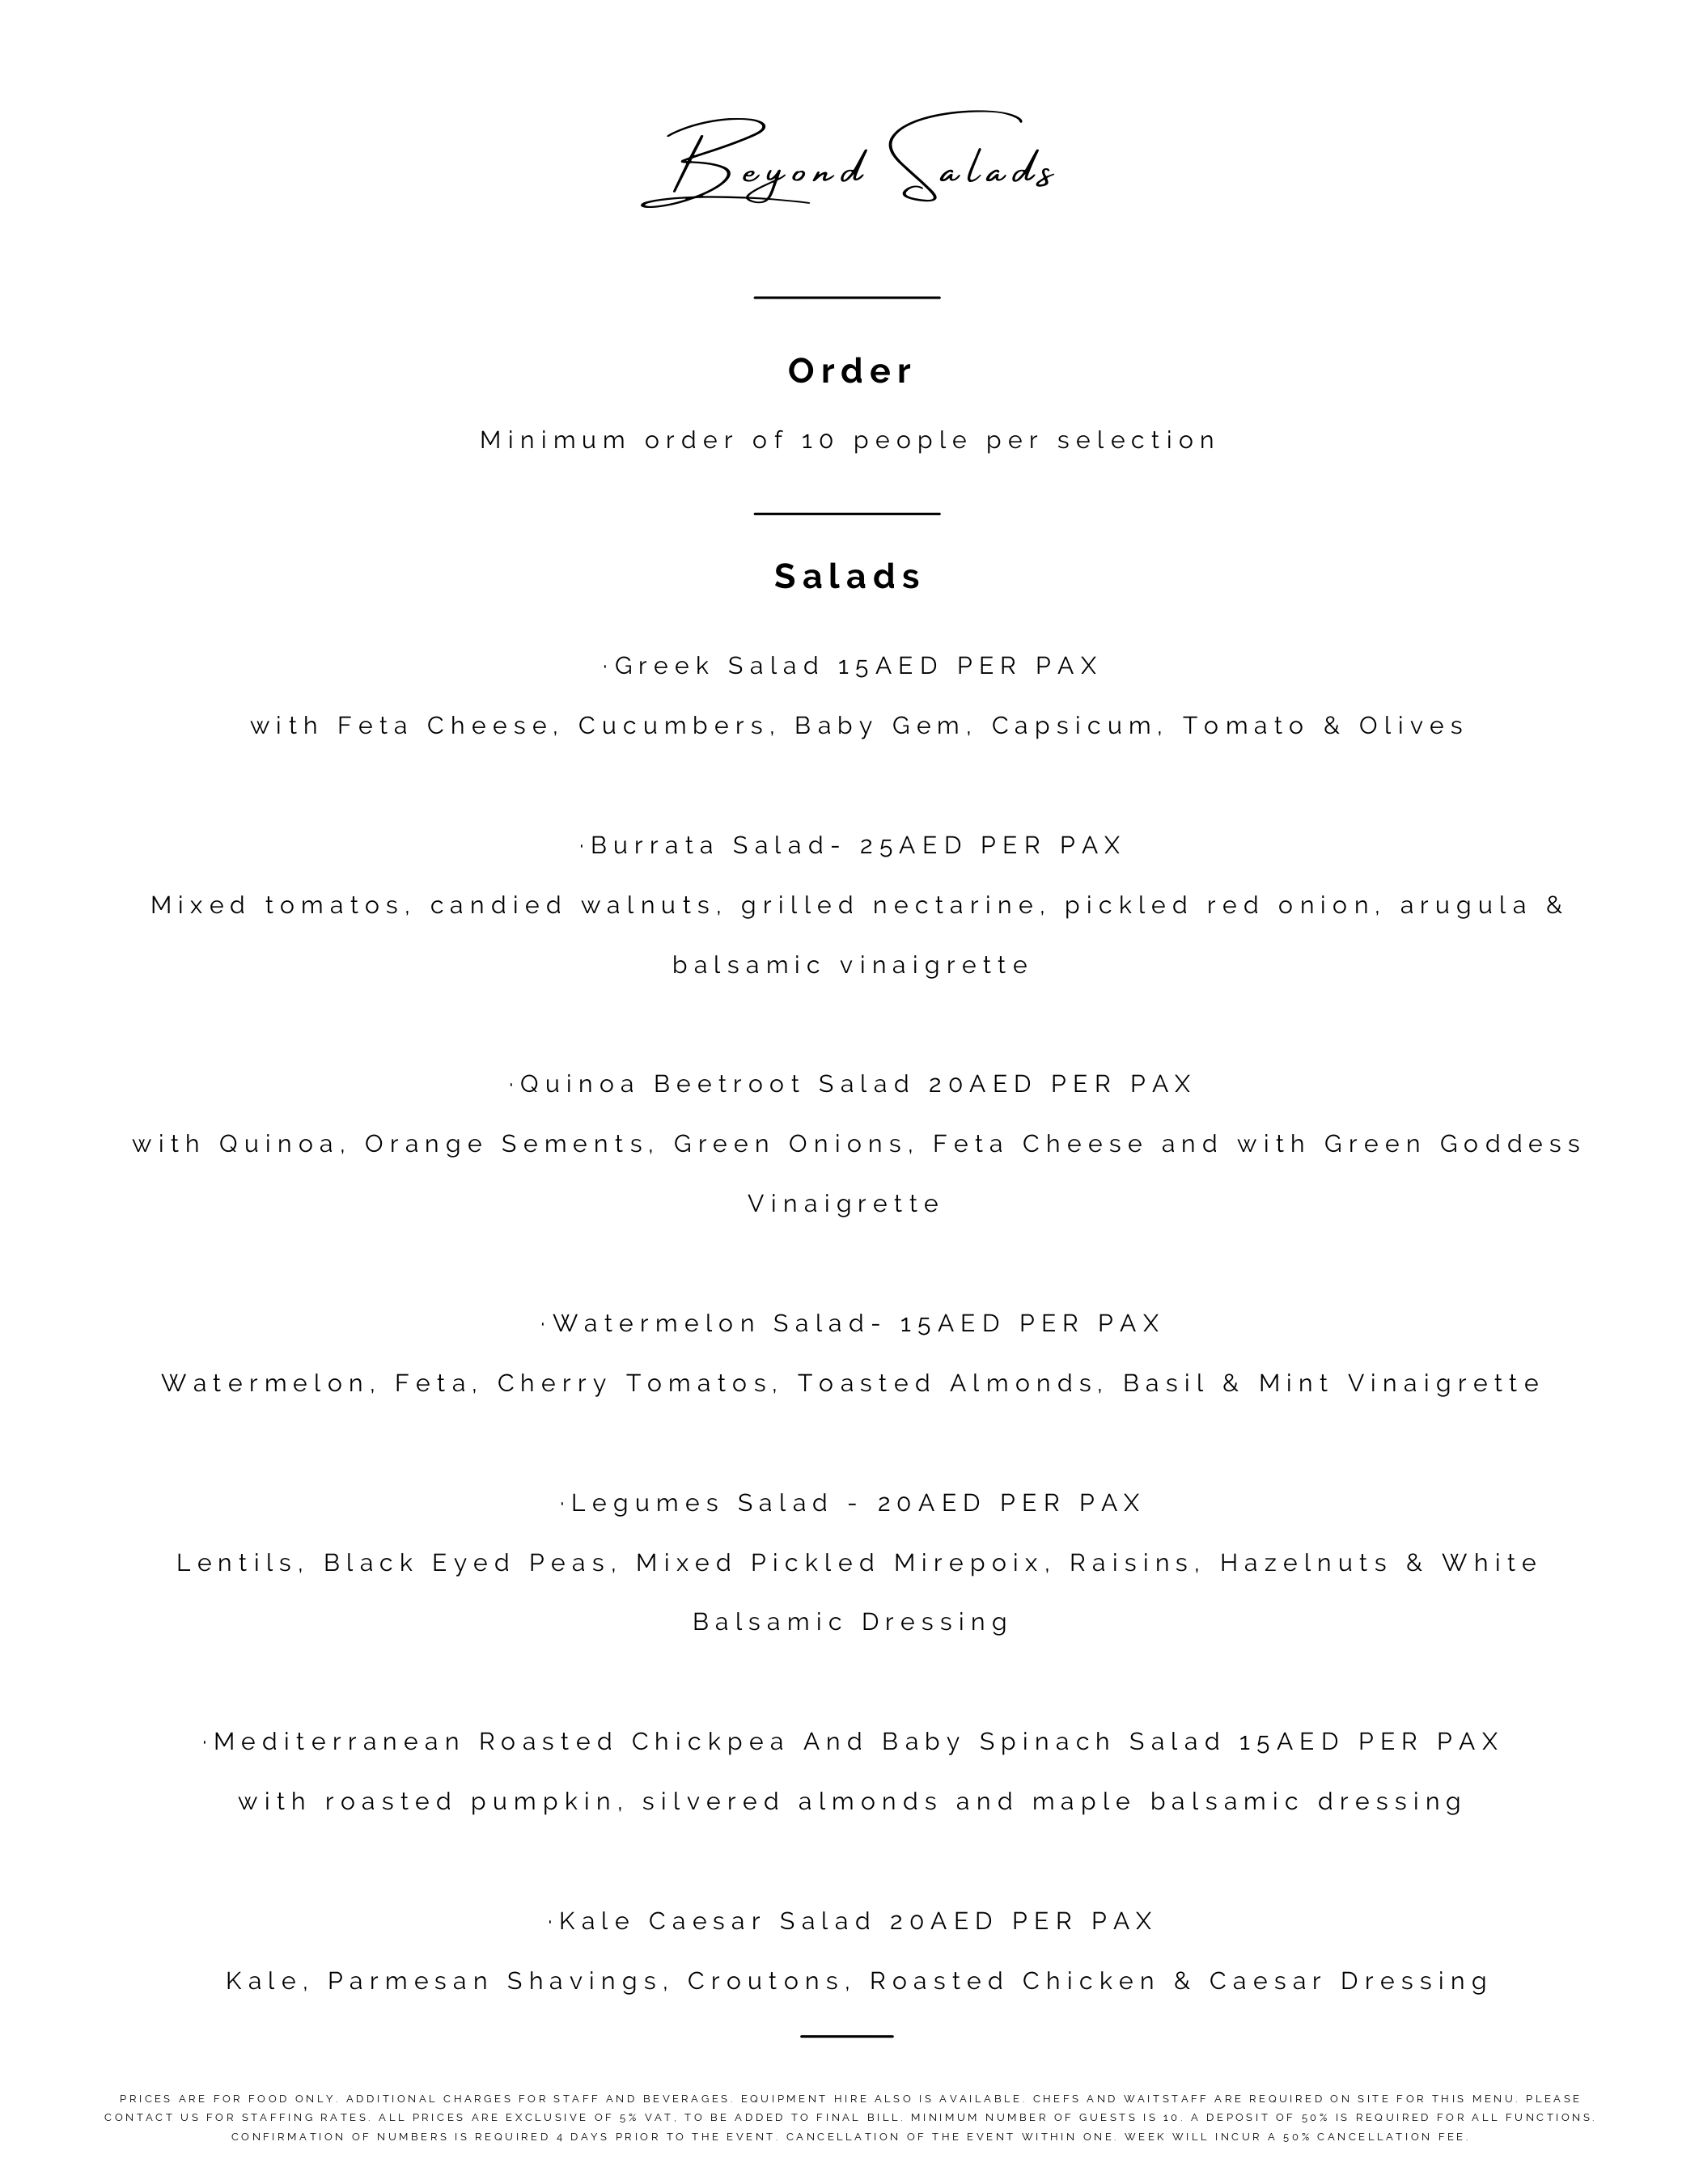 Beyond Salads
Order
Minimum order of 10 people per selection
Salads
·Greek Salad 15AED PER PAX
with Feta Cheese, Cucumbers, Baby Gem, Capsicum, Tomato & Olives
·Burrata Salad- 25AED PER PAX
Mixed tomatos, candied walnuts, grilled nectarine, pickled red onion, arugula &
balsamic vinaigrette
·Quinoa Beetroot Salad 20AED PER PAX
with Quinoa, Orange Sements, Green Onions, Feta Cheese and with Green Goddess
Vinaigrette
·Watermelon Salad- 15AED PER PAX
Watermelon, Feta, Cherry Tomatos, Toasted Almonds, Basil & Mint Vinaigrette
·Legumes Salad - 20AED PER PAX
Lentils, Black Eyed Peas, Mixed Pickled Mirepoix, Raisins, Hazelnuts & White
Balsamic Dressing
·Mediterranean Roasted Chickpea And Baby Spinach Salad 15AED PER PAX
with roasted pumpkin, silvered almonds and maple balsamic dressing
·Kale Caesar Salad 20AED PER PAX
Kale, Parmesan Shavings, Croutons, Roasted Chicken & Caesar Dressing
PRICES ARE FOR FOOD ONLY. ADDITIONAL CHARGES FOR STAFF AND BEVERAGES. EQUIPMENT HIRE ALSO IS AVAILABLE. CHEFS AND WAITSTAFF ARE REQUIRED ON SITE FOR THIS MENU. PLEASE
CONTACT US FOR STAFFING RATES. ALL PRICES ARE EXCLUSIVE OF 5% VAT, TO BE ADDED TO FINAL BILL. MINIMUM NUMBER OF GUESTS IS 10. A DEPOSIT OF 50% IS REQUIRED FOR ALL FUNCTIONS.
CONFIRMATION OF NUMBERS IS REQUIRED 4 DAYS PRIOR TO THE EVENT. CANCELLATION OF THE EVENT WITHIN ONE. WEEK WILL INCUR A 50% CANCELLATION FEE.